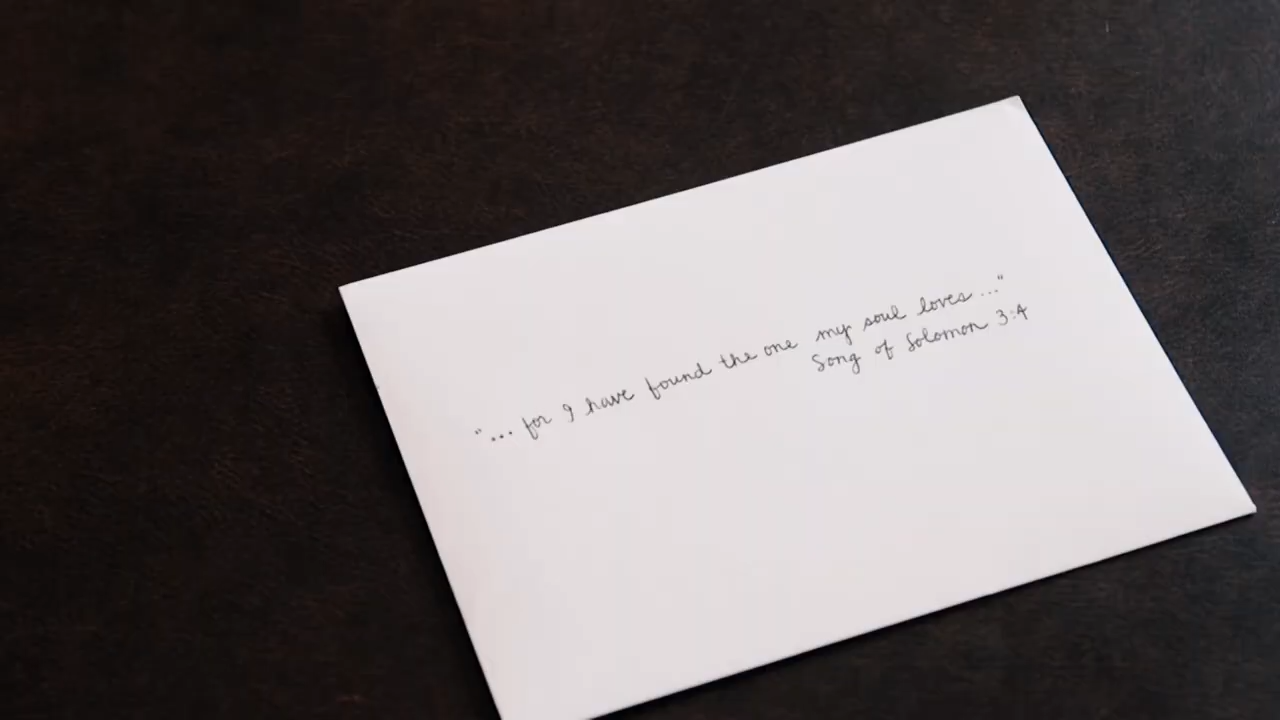 "... for I have found the one my soul loves ..."
Song of Solomon 3:4